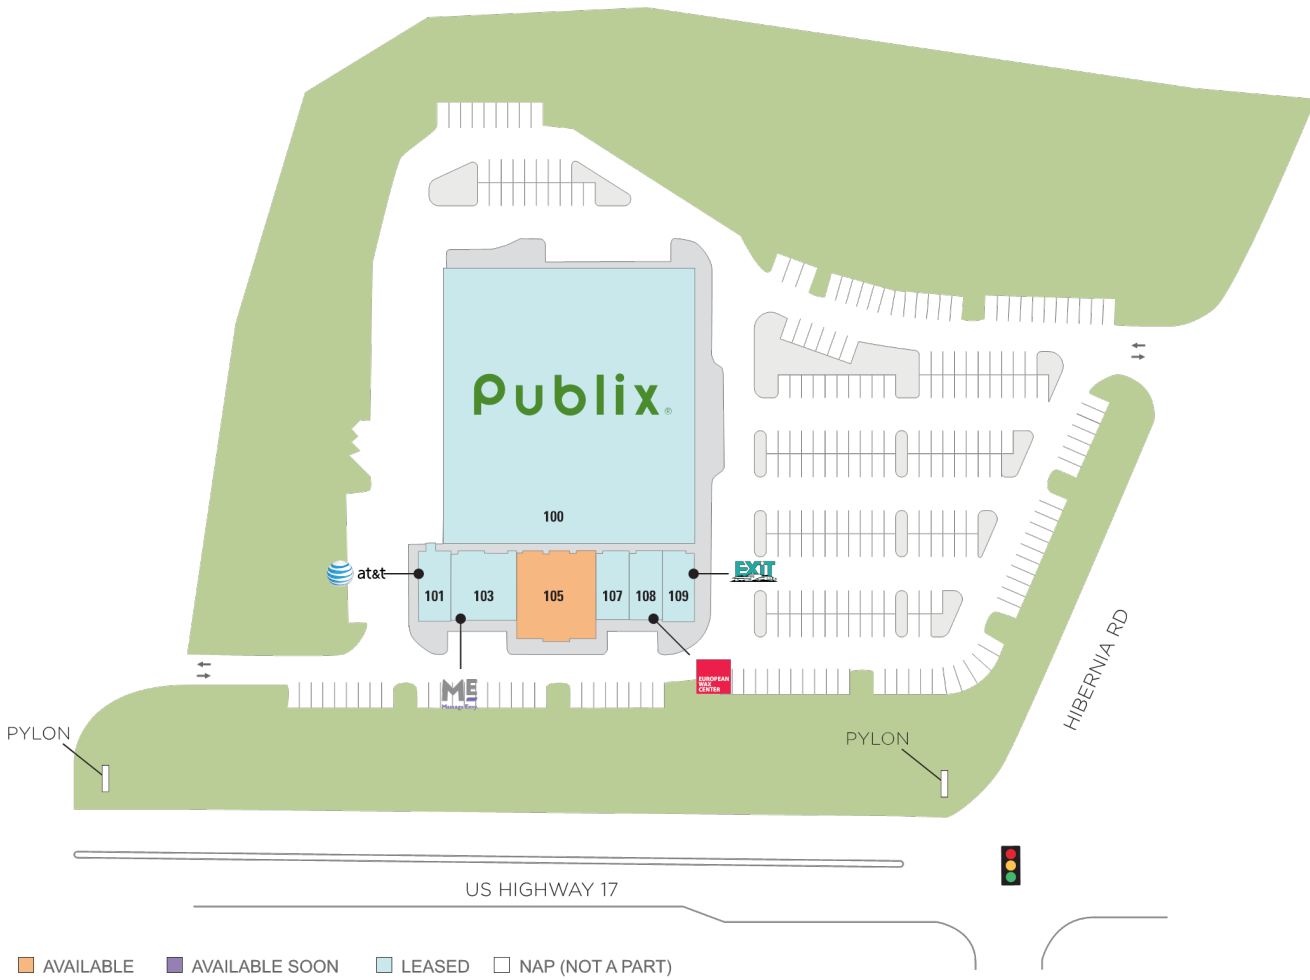 Publix®
100
at&t
EXIT
101
103
105
107
108
109
ME
EUROPEAN
WAX
CENTER
HIBERNIA RD
PYLON
PYLON
US HIGHWAY 17
AVAILABLE
AVAILABLE SOON
LEASED
NAP (NOT A PART)